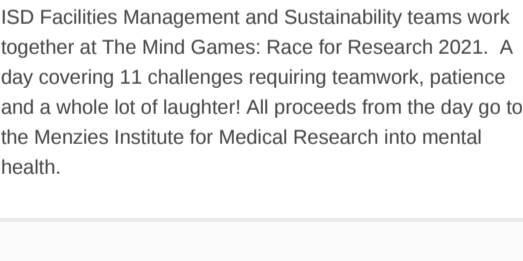 ISD Facilities Management and Sustainability teams work
together at The Mind Games: Race for Research 2021.  A
day covering 11 challenges requiring teamwork, patience
and a whole lot of laughter! All proceeds from the day go to
the Menzies Institute for Medical Research into mental
health.